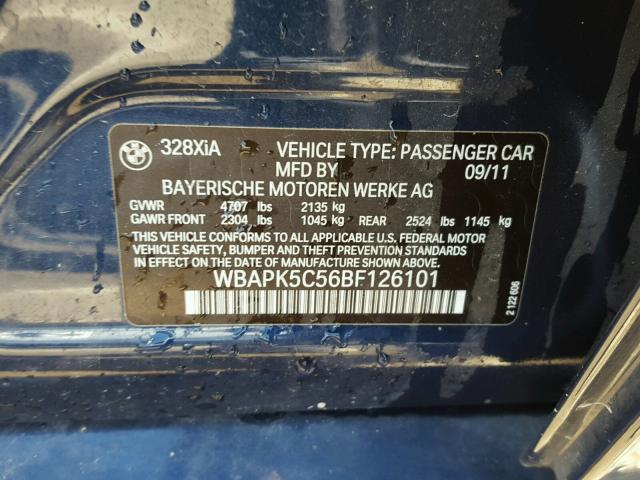 BMW
328XiA VEHICLE TYPE: PASSENGER CAR
MFD BY 09/11
BAYERISCHE MOTOREN WERKE AG
GVWR 4707 lbs 2135 kg
GAWR FRONT 2304 lbs 1045 kg REAR 2524 lbs 1145 kg
THIS VEHICLE CONFORMS TO ALL APPLICABLE U.S. FEDERAL MOTOR
VEHICLE SAFETY, BUMPER AND THEFT PREVENTION STANDARDS
IN EFFECT ON THE DATE OF MANUFACTURE SHOWN ABOVE.
WBAPK5C56BF126101
2 122 606